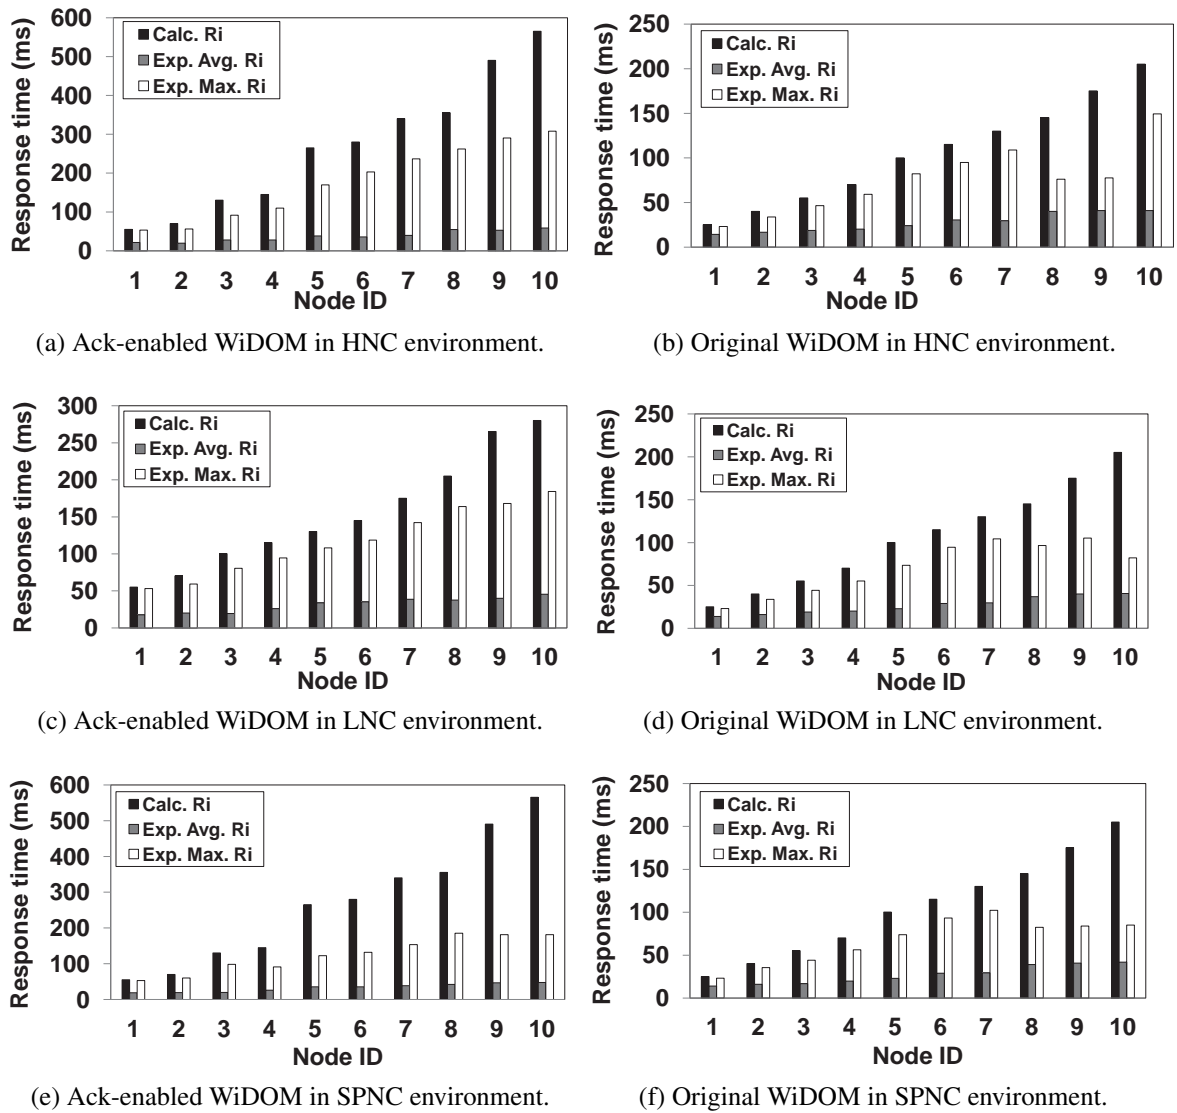 600
500
400
300
200
100
0
Response time (ms)
Calc. Ri
Exp. Avg. Ri
Exp. Max. Ri
1 2 3 4 5 6 7 8 9 10
Node ID
(a) Ack-enabled WiDOM in HNC environment.
250
200
150
100
50
0
Response time (ms)
Calc. Ri
Exp. Avg. Ri
Exp. Max. Ri
1 2 3 4 5 6 7 8 9 10
Node ID
(b) Original WiDOM in HNC environment.
300
250
200
150
100
50
0
Response time (ms)
Calc. Ri
Exp. Avg. Ri
Exp. Max. Ri
1 2 3 4 5 6 7 8 9 10
Node ID
(c) Ack-enabled WiDOM in LNC environment.
250
200
150
100
50
0
Response time (ms)
Calc. Ri
Exp. Avg. Ri
Exp. Max. Ri
1 2 3 4 5 6 7 8 9 10
Node ID
(d) Original WiDOM in LNC environment.
600
500
400
300
200
100
0
Response time (ms)
Calc. Ri
Exp. Avg. Ri
Exp. Max. Ri
1 2 3 4 5 6 7 8 9 10
Node ID
(e) Ack-enabled WiDOM in SPNC environment.
250
200
150
100
50
0
Response time (ms)
Calc. Ri
Exp. Avg. Ri
Exp. Max. Ri
1 2 3 4 5 6 7 8 9 10
Node ID
(f) Original WiDOM in SPNC environment.